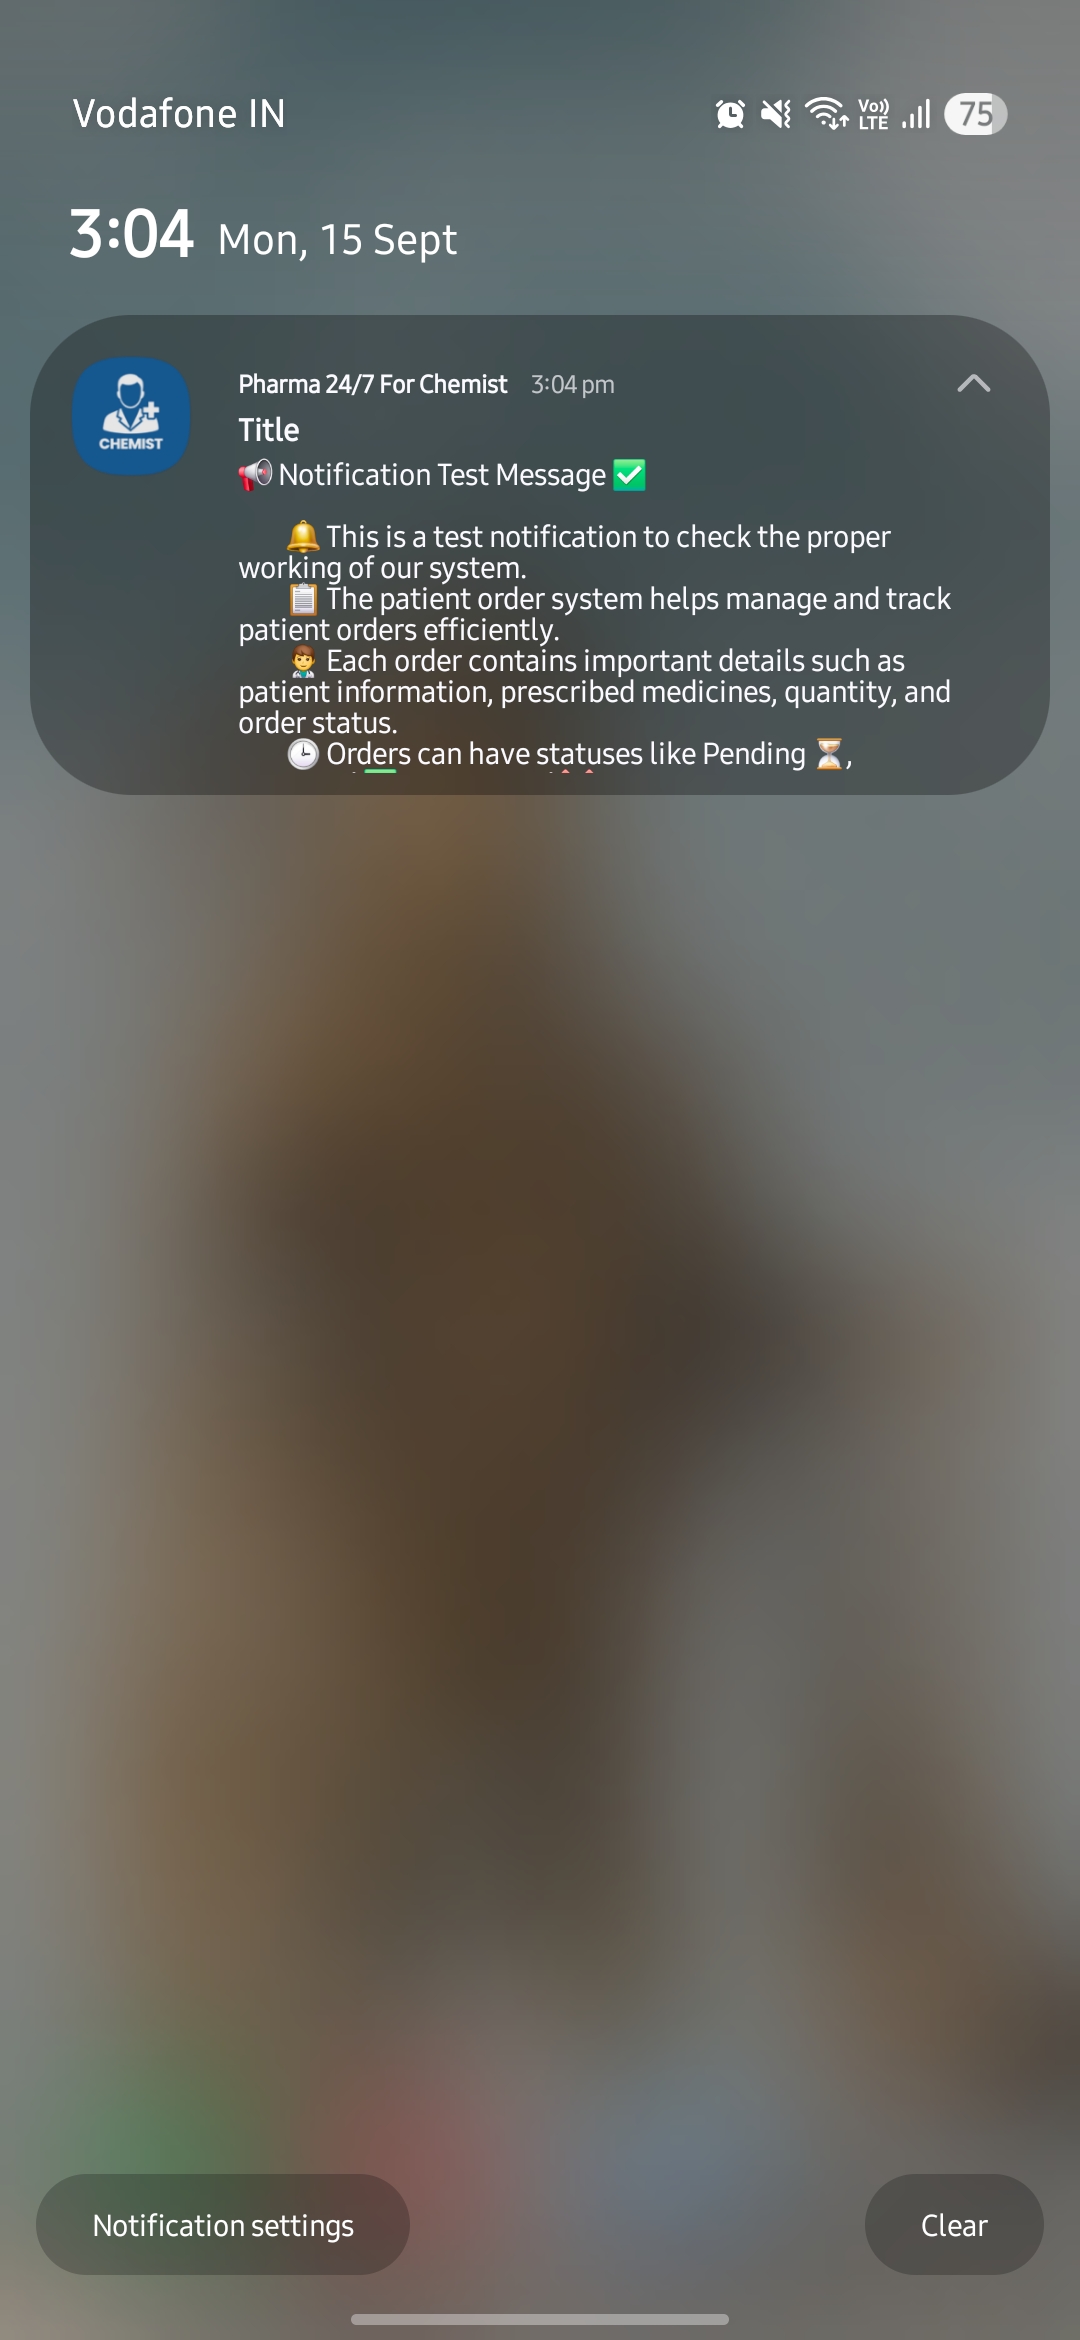 Vodafone IN
Vo)) LTE
75
3:04 Mon, 15 Sept
CHEMIST
Pharma 24/7 For Chemist 3:04 pm
Title
📢 Notification Test Message ✅
🔔 This is a test notification to check the proper
working of our system.
📋 The patient order system helps manage and track
patient orders efficiently.
👨‍⚕️ Each order contains important details such as
patient information, prescribed medicines, quantity, and
order status.
🕒 Orders can have statuses like Pending ⏳,
Notification settings
Clear